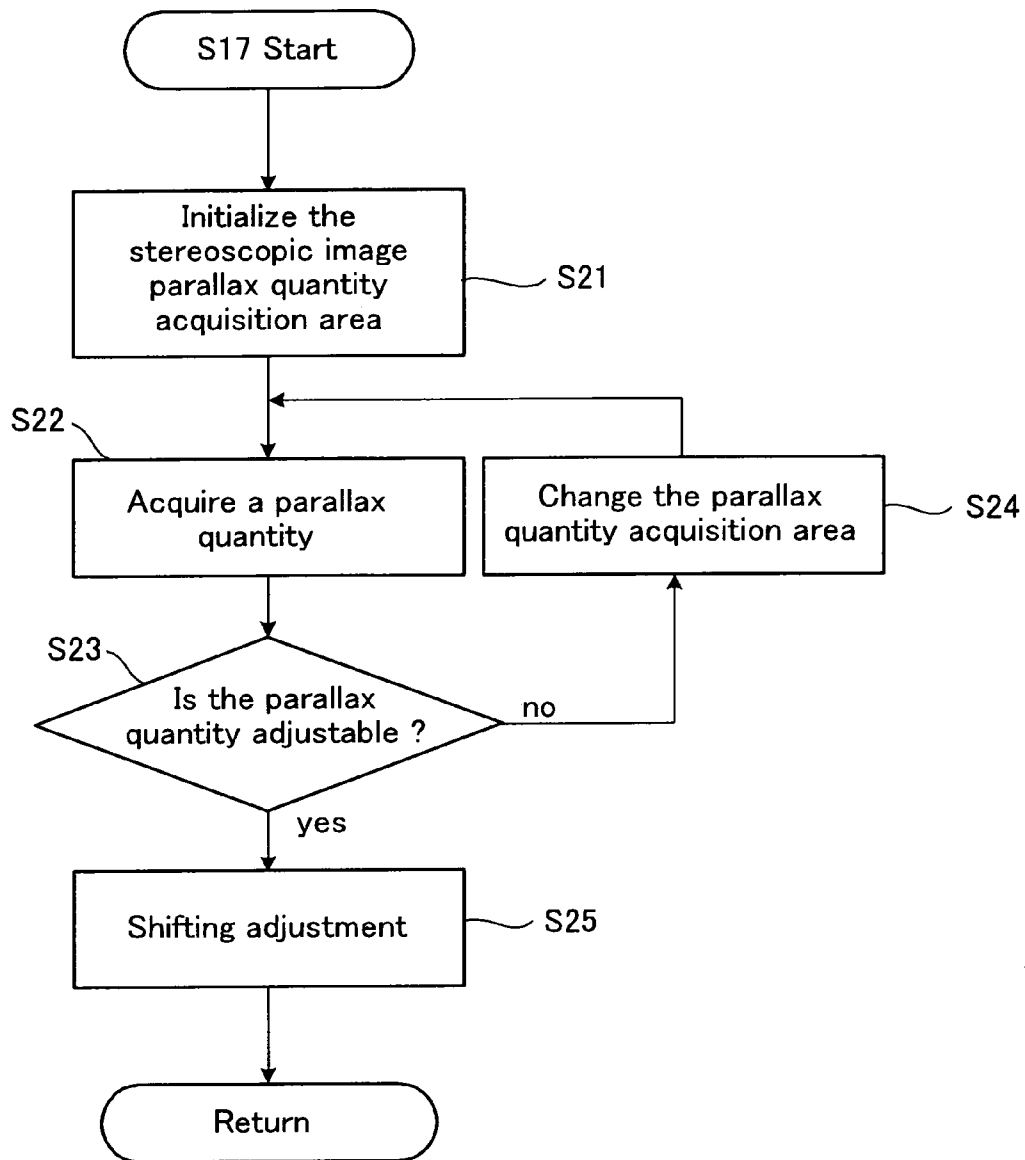 S17 Start
Initialize the
stereoscopic image
parallax quantity
acquisition area
S21
S22
Acquire a parallax
quantity
Change the parallax
quantity acquisition area
S24
S23
Is the parallax
quantity adjustable ?
no
yes
Shifting adjustment
S25
Return